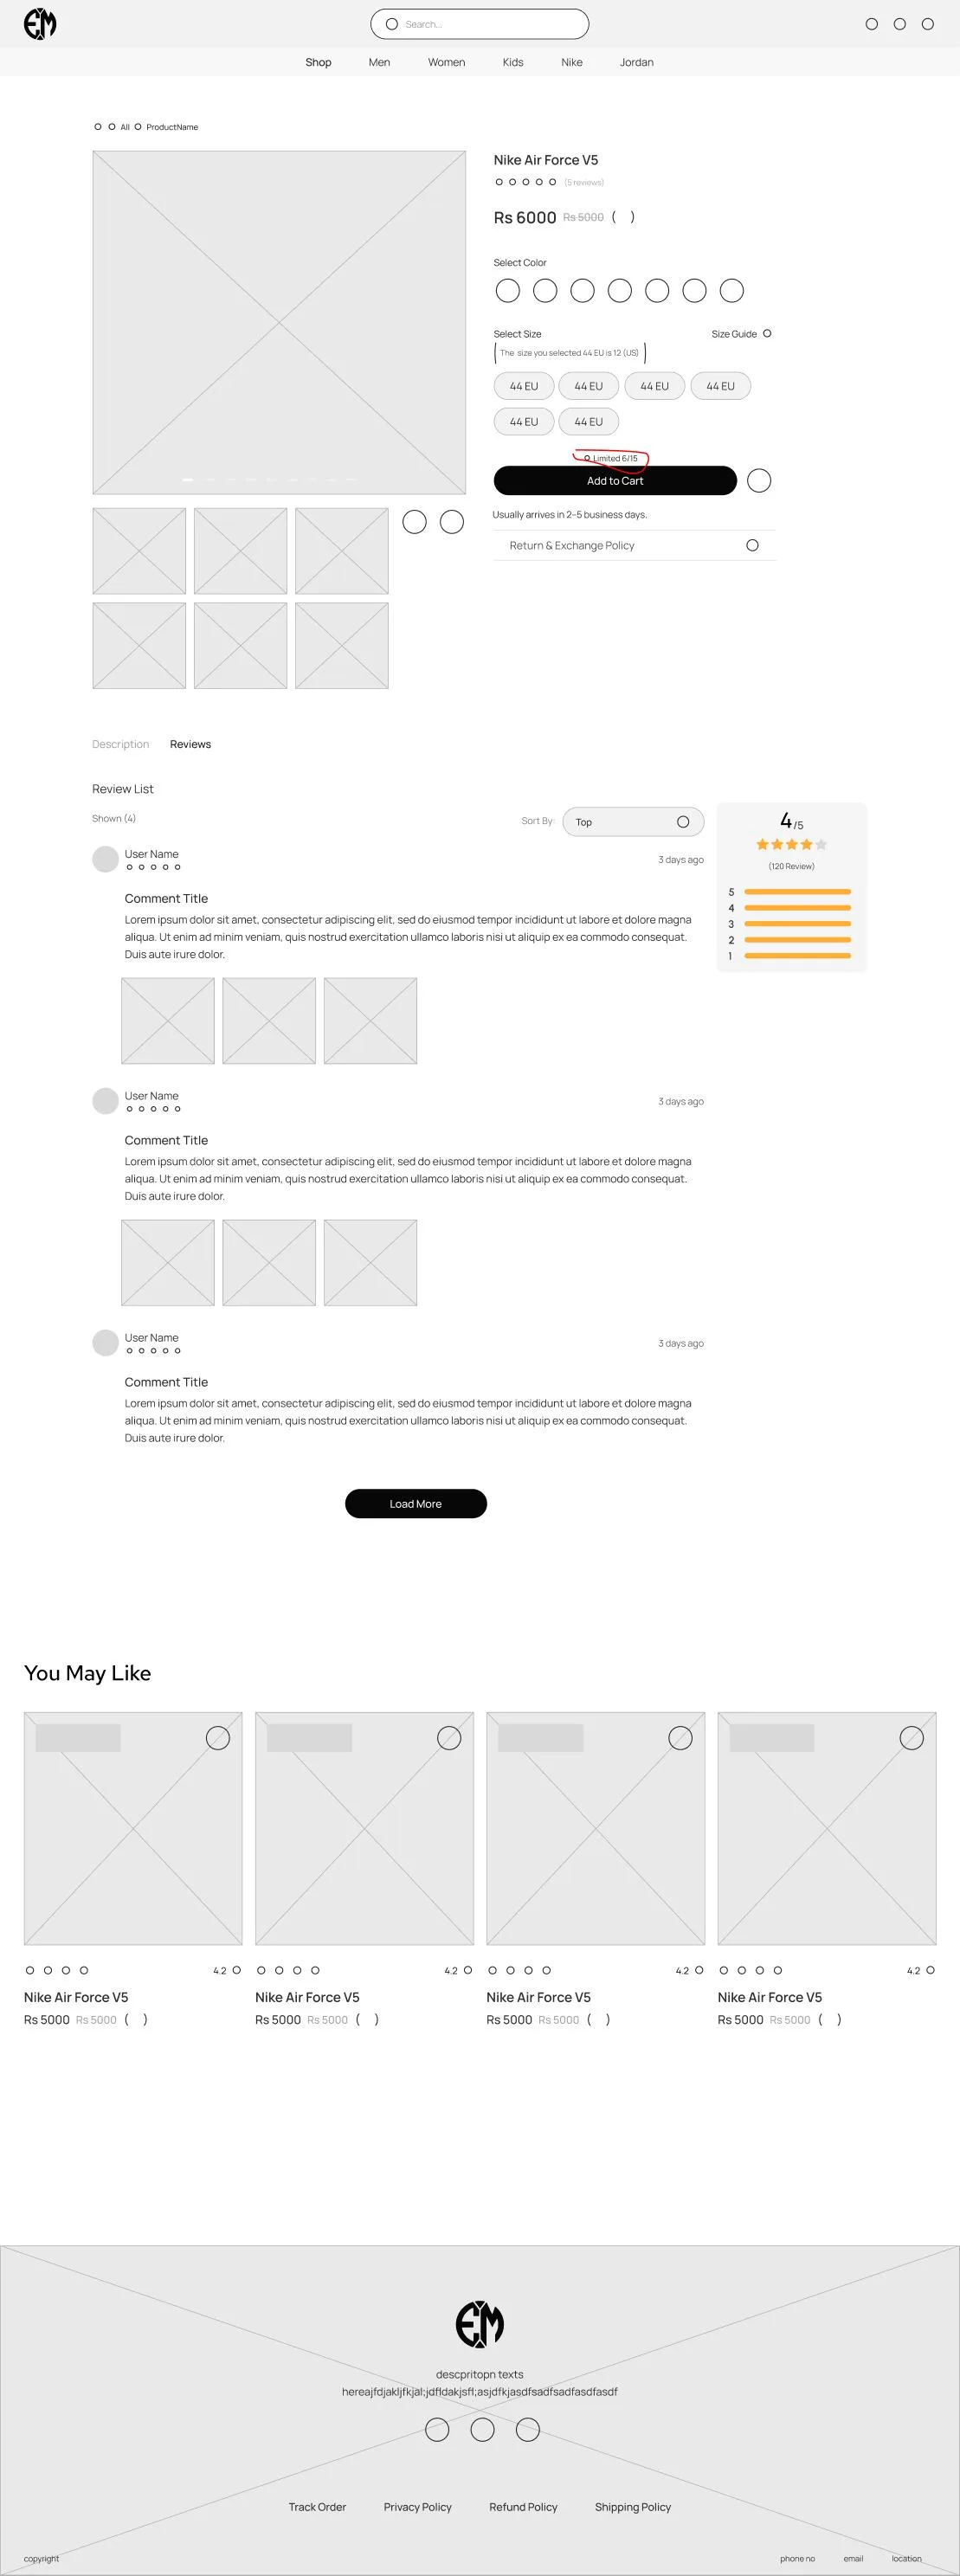 EM
Search...
Shop Men Women Kids Nike Jordan
All ProductName
Nike Air Force V5
(5 reviews)
Rs 6000 Rs 5000 ( )
Select Color
Select Size Size Guide
The size you selected 44 EU is 12 (US)
44 EU 44 EU 44 EU 44 EU
44 EU 44 EU
Limited 6/15
Add to Cart
Usually arrives in 2-5 business days.
Return & Exchange Policy
Description Reviews
Review List
Shown (4)
Sort By: Top
4/5
(120 Review)
5
4
3
2
1
User Name
3 days ago
Comment Title
Lorem ipsum dolor sit amet, consectetur adipiscing elit, sed do eiusmod tempor incididunt ut labore et dolore magna
aliqua. Ut enim ad minim veniam, quis nostrud exercitation ullamco laboris nisi ut aliquip ex ea commodo consequat.
Duis aute irure dolor.
User Name
3 days ago
Comment Title
Lorem ipsum dolor sit amet, consectetur adipiscing elit, sed do eiusmod tempor incididunt ut labore et dolore magna
aliqua. Ut enim ad minim veniam, quis nostrud exercitation ullamco laboris nisi ut aliquip ex ea commodo consequat.
Duis aute irure dolor.
User Name
3 days ago
Comment Title
Lorem ipsum dolor sit amet, consectetur adipiscing elit, sed do eiusmod tempor incididunt ut labore et dolore magna
aliqua. Ut enim ad minim veniam, quis nostrud exercitation ullamco laboris nisi ut aliquip ex ea commodo consequat.
Duis aute irure dolor.
Load More
You May Like
4.2 4.2 4.2 4.2
Nike Air Force V5 Nike Air Force V5 Nike Air Force V5 Nike Air Force V5
Rs 5000 Rs 5000 ( ) Rs 5000 Rs 5000 ( ) Rs 5000 Rs 5000 ( ) Rs 5000 Rs 5000 ( )
EM
descpritopn texts
Track Order Privacy Policy Refund Policy Shipping Policy
copyright phone no email location